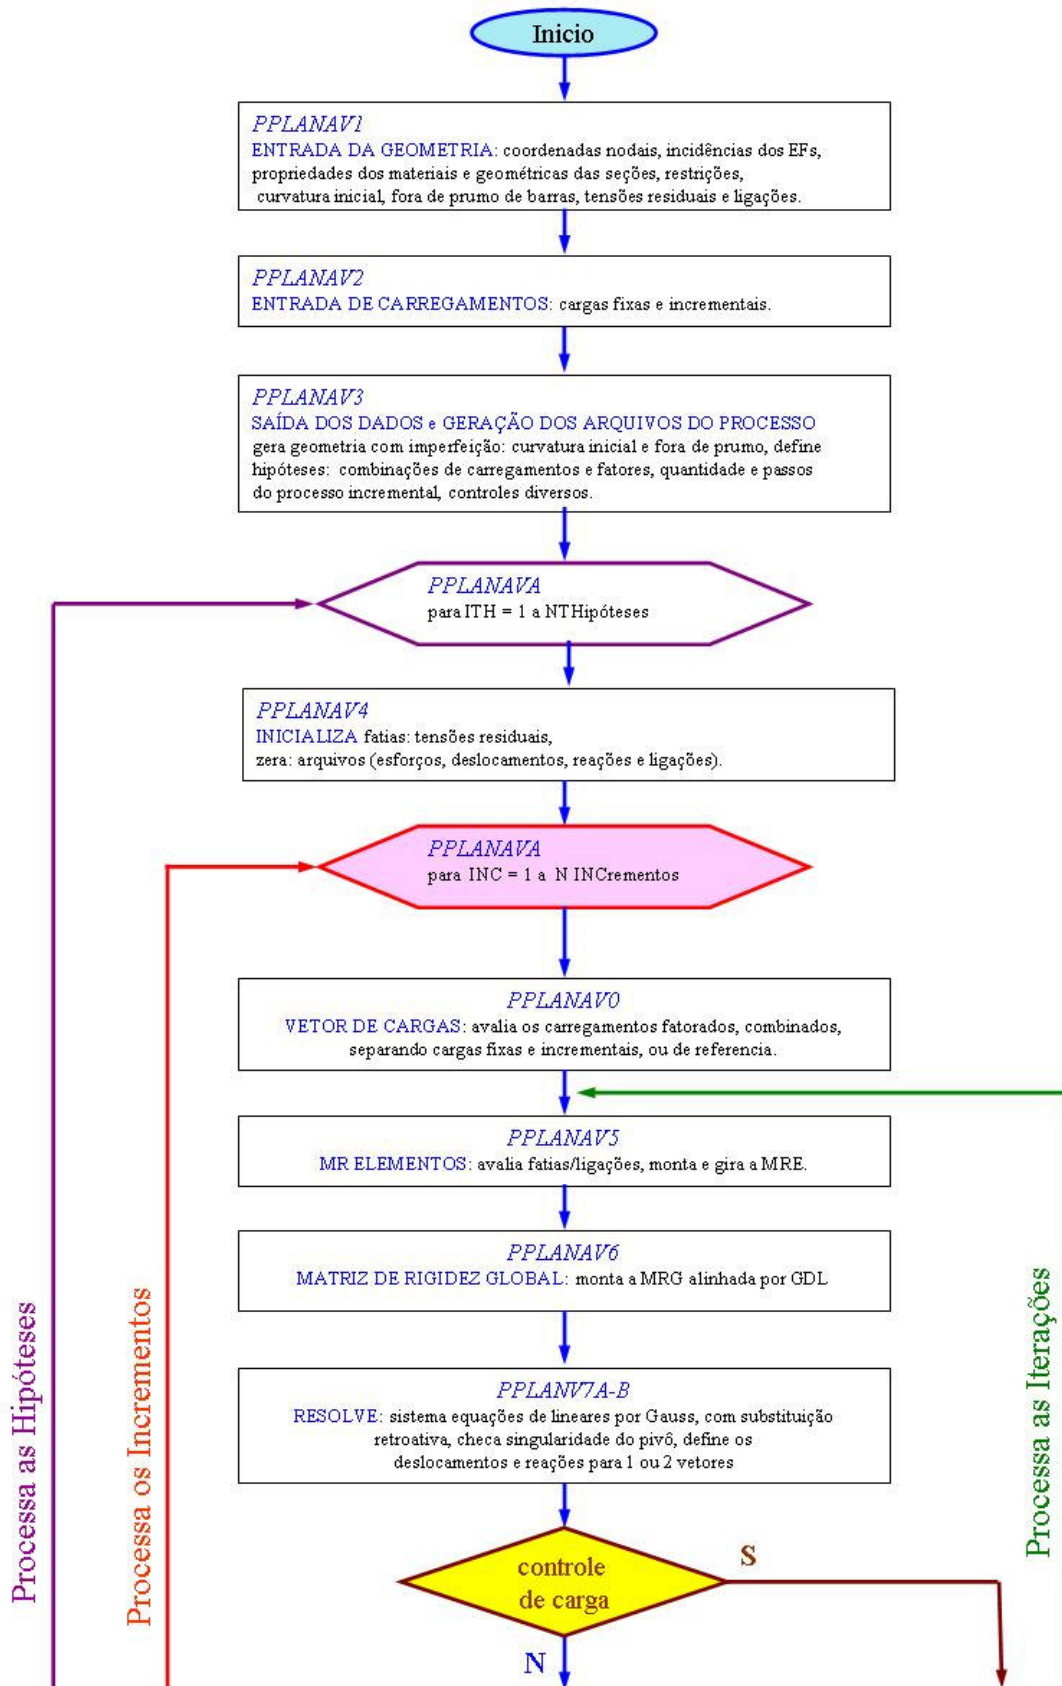 Inicio
PPLANAV1
ENTRADA DA GEOMETRIA: coordenadas nodais, incidências dos EFs,
propriedades dos materiais e geométricas das seções, restrições,
curvatura inicial, fora de prumo de barras, tensões residuais e ligações.
PPLANAV2
ENTRADA DE CARREGAMENTOS: cargas fixas e incrementais.
PPLANAV3
SAÍDA DOS DADOS e GERAÇÃO DOS ARQUIVOS DO PROCESSO
gera geometria com imperfeição: curvatura inicial e fora de prumo, define
hipóteses: combinações de carregamentos e fatores, quantidade e passos
do processo incremental, controles diversos.
PPLANAVA
para ITH = 1 a NTHipóteses
PPLANAV4
INICIALIZA fatias: tensões residuais,
zera: arquivos (esforços, deslocamentos, reações e ligações).
PPLANAVA
para INC = 1 a N INCrementos
PPLANAV0
VETOR DE CARGAS: avalia os carregamentos fatorados, combinados,
separando cargas fixas e incrementais, ou de referencia.
PPLANAV5
MR ELEMENTOS: avalia fatias/ligações, monta e gira a MRE.
PPLANAV6
MATRIZ DE RIGIDEZ GLOBAL: monta a MRG alinhada por GDL
PPLANV7A-B
RESOLVE: sistema equações de lineares por Gauss, com substituição
retroativa, checa singularidade do pivô, define os
deslocamentos e reações para 1 ou 2 vetores
controle
de carga
S
N
Processa as Hipóteses
Processa os Incrementos
Processa as Iterações